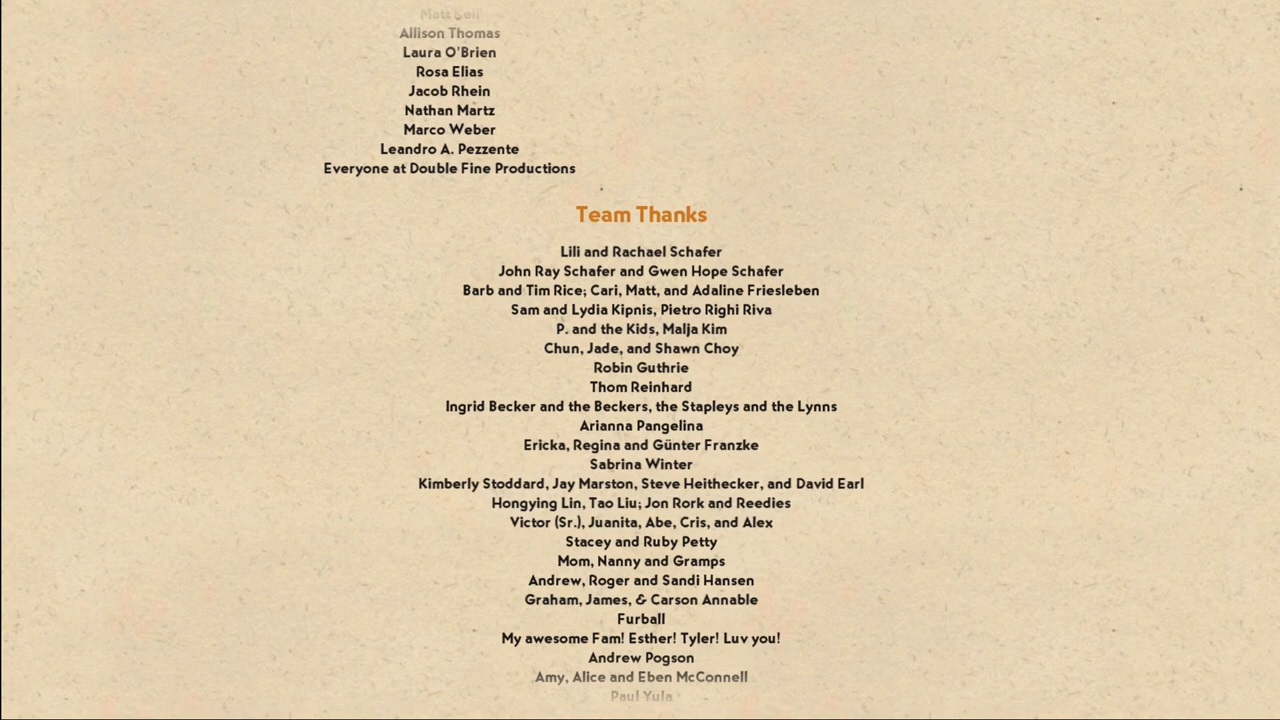 Allison Thomas
Laura O'Brien
Rosa Elias
Jacob Rhein
Nathan Martz
Marco Weber
Leandro A. Pezzente
Everyone at Double Fine Productions
Team Thanks
Lili and Rachael Schafer
John Ray Schafer and Gwen Hope Schafer
Barb and Tim Rice; Cari, Matt, and Adaline Friesleben
Sam and Lydia Kipnis, Pietro Righi Riva
P. and the Kids, Malja Kim
Chun, Jade, and Shawn Choy
Robin Guthrie
Thom Reinhard
Ingrid Becker and the Beckers, the Stapleys and the Lynns
Arianna Pangelina
Ericka, Regina and Günter Franzke
Sabrina Winter
Kimberly Stoddard, Jay Marston, Steve Heithecker, and David Earl
Hongying Lin, Tao Liu; Jon Rork and Reedies
Victor (Sr.), Juanita, Abe, Cris, and Alex
Stacey and Ruby Petty
Mom, Nanny and Gramps
Andrew, Roger and Sandi Hansen
Graham, James, & Carson Annable
Furball
My awesome Fam! Esther! Tyler! Luv you!
Andrew Pogson
Amy, Alice and Eben McConnell
Paul Yula